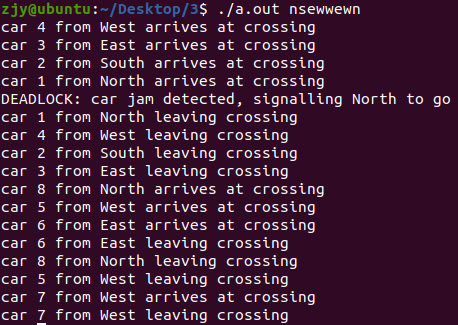 zjy@ubuntu:~/Desktop/3$ ./a.out nsewwewn
car 4 from West arrives at crossing
car 3 from East arrives at crossing
car 2 from South arrives at crossing
car 1 from North arrives at crossing
DEADLOCK: car jam detected, signalling North to go
car 1 from North leaving crossing
car 4 from West leaving crossing
car 2 from South leaving crossing
car 3 from East leaving crossing
car 8 from North arrives at crossing
car 5 from West arrives at crossing
car 6 from East arrives at crossing
car 6 from East leaving crossing
car 8 from North leaving crossing
car 5 from West leaving crossing
car 7 from West arrives at crossing
car 7 from West leaving crossing